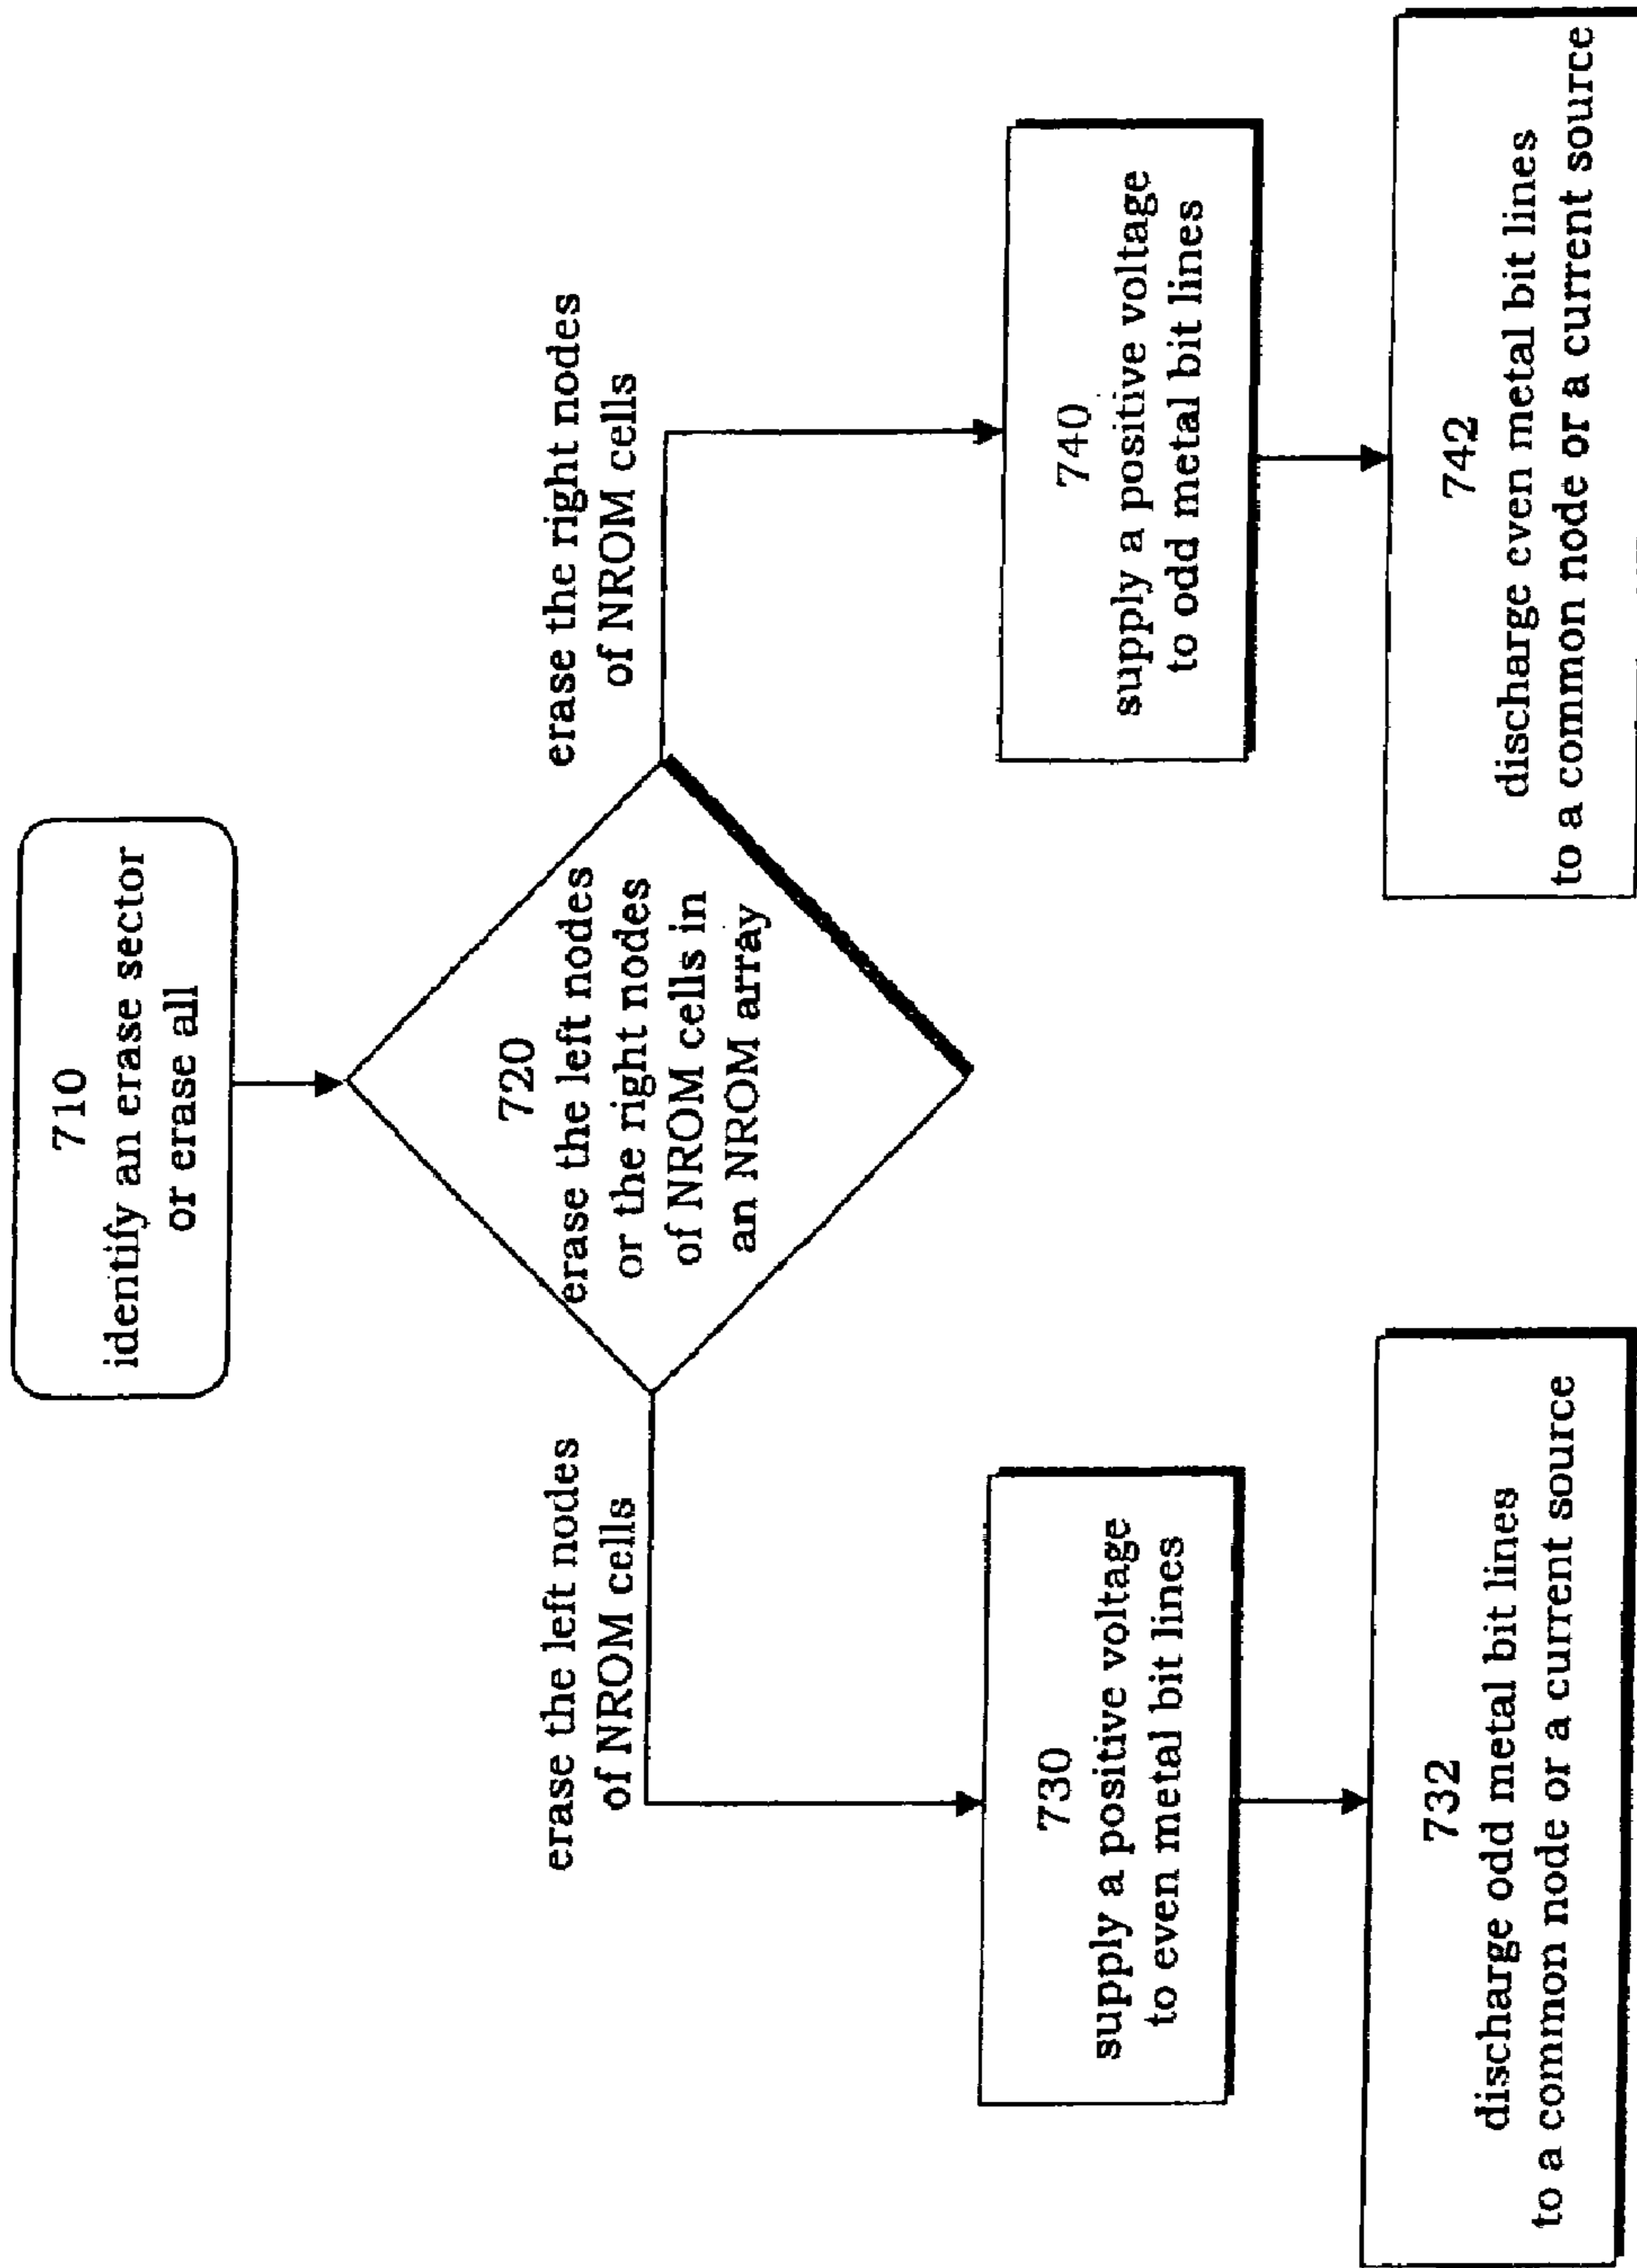 710
identify an erase sector
or erase all
720
erase the left nodes
or the right nodes
of NROM cells in
an NROM array
erase the left nodes
of NROM cells
730
supply a positive voltage
to even metal bit lines
732
discharge odd metal bit lines
to a common node or a current source
erase the right nodes
of NROM cells
740
supply a positive voltage
to odd metal bit lines
742
discharge even metal bit lines
to a common node or a current source